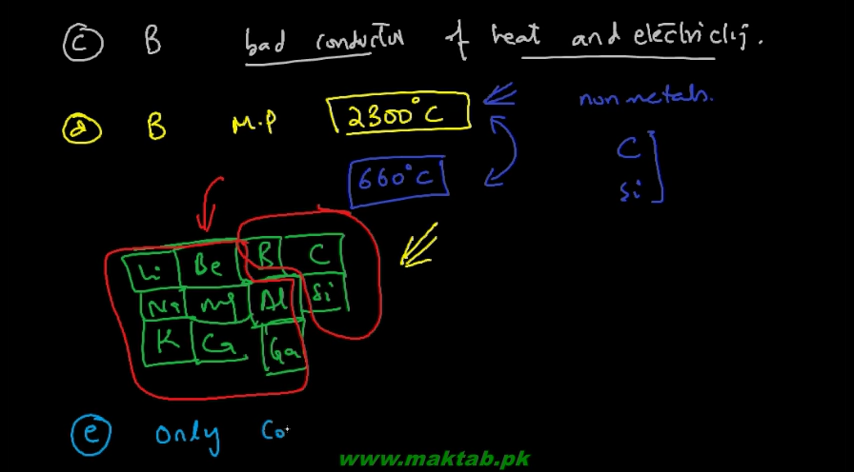 c B bad conductor of heat and electricity.
d B M.P 2300°C non metals.
660°C C
Si
Li Be B C
Na Mg Al Si
K Ca Ga
e only Co
www.maktab.pk